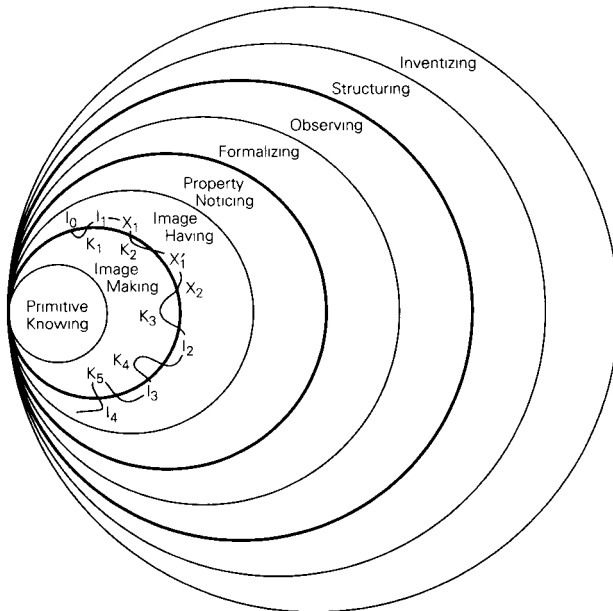 Inventizing
Structuring
Observing
Formalizing
Property
Noticing
Image
Having
I₀ I₁ X₁
K₁ K₂
X₁′
Image
Making
X₂
Primitive
Knowing
K₃
I₂
K₄
K₅
I₃
I₄